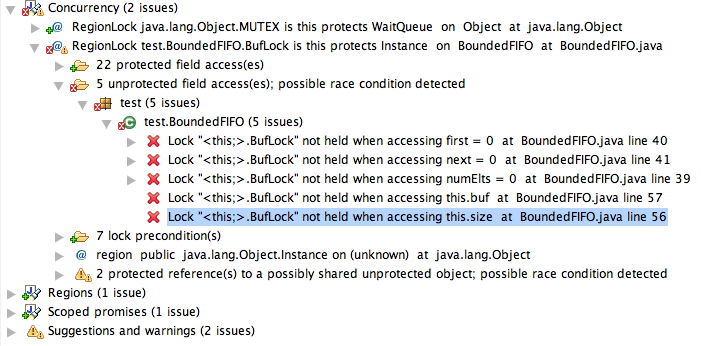 Concurrency (2 issues)
RegionLock java.lang.Object.MUTEX is this protects WaitQueue on Object at java.lang.Object
RegionLock test.BoundedFIFO.BufLock is this protects Instance on BoundedFIFO at BoundedFIFO.java
22 protected field access(es)
5 unprotected field access(es); possible race condition detected
test (5 issues)
test.BoundedFIFO (5 issues)
Lock "<this;>.BufLock" not held when accessing first = 0 at BoundedFIFO.java line 40
Lock "<this;>.BufLock" not held when accessing next = 0 at BoundedFIFO.java line 41
Lock "<this;>.BufLock" not held when accessing numElts = 0 at BoundedFIFO.java line 39
Lock "<this;>.BufLock" not held when accessing this.buf at BoundedFIFO.java line 57
Lock "<this;>.BufLock" not held when accessing this.size at BoundedFIFO.java line 56
7 lock precondition(s)
region public java.lang.Object.Instance on (unknown) at java.lang.Object
2 protected reference(s) to a possibly shared unprotected object; possible race condition detected
Regions (1 issue)
Scoped promises (1 issue)
Suggestions and warnings (2 issues)